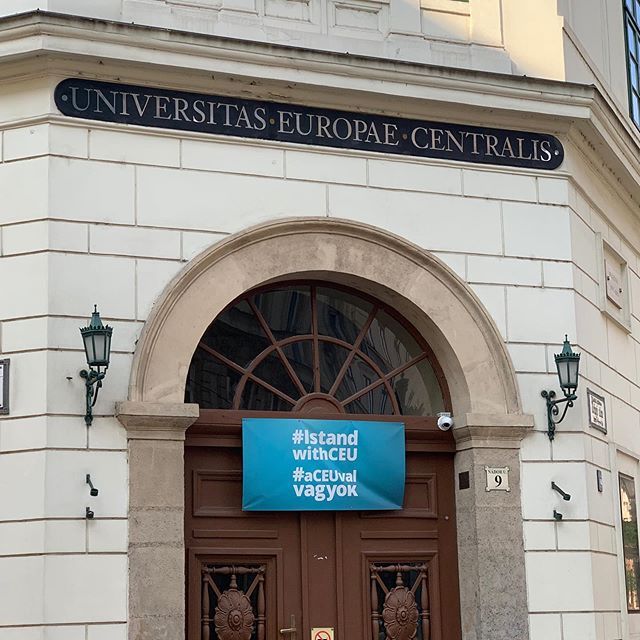 ·UNIVERSITAS·EUROPAE·CENTRALIS·
#Istand
withCEU
#aCEUval
vagyok
NÁDOR U.
9